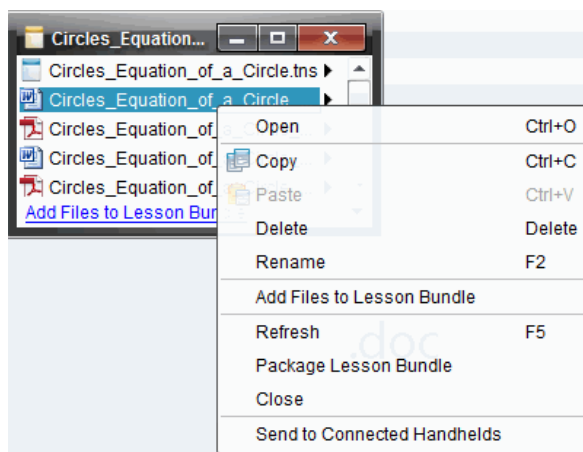 Circles_Equation...
Circles_Equation_of_a_Circle.tns
Circles_Equation_of_a_Circle
Circles_Equation_of_
Circles_Equation_of_
Circles_Equation_of_
Add Files to Lesson Bun
Open Ctrl+O
Copy Ctrl+C
Paste Ctrl+V
Delete Delete
Rename F2
Add Files to Lesson Bundle
Refresh F5
.doc
Package Lesson Bundle
Close
Send to Connected Handhelds